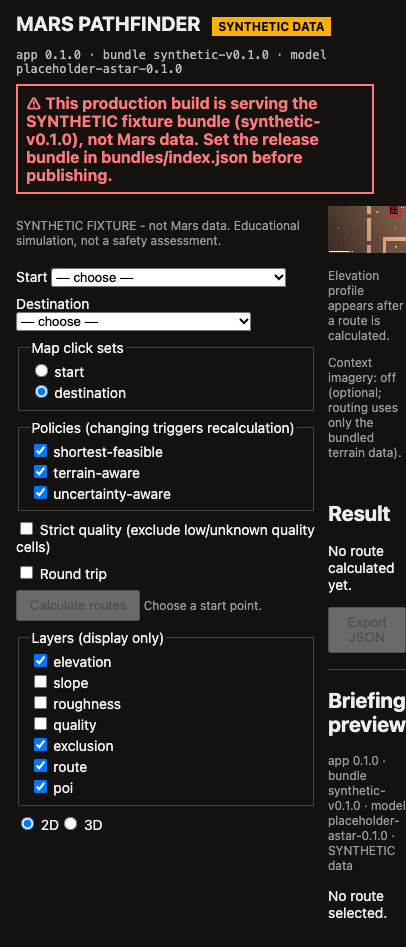 MARS PATHFINDER SYNTHETIC DATA
app 0.1.0 · bundle synthetic-v0.1.0 · model
placeholder-astar-0.1.0
⚠ This production build is serving the
SYNTHETIC fixture bundle (synthetic-
v0.1.0), not Mars data. Set the release
bundle in bundles/index.json before
publishing.
SYNTHETIC FIXTURE - not Mars data. Educational
simulation, not a safety assessment.
Start — choose —
Destination
— choose —
Map click sets
start
destination
Policies (changing triggers recalculation)
shortest-feasible
terrain-aware
uncertainty-aware
Strict quality (exclude low/unknown quality
cells)
Round trip
Calculate routes Choose a start point.
Layers (display only)
elevation
slope
roughness
quality
exclusion
route
poi
2D 3D
Elevation
profile
appears after
a route is
calculated.
Context
imagery: off
(optional;
routing uses
only the
bundled
terrain data).
Result
No route
calculated
yet.
Export
JSON
Briefing
preview
app 0.1.0 ·
bundle
synthetic-
v0.1.0 · model
placeholder-
astar-0.1.0 ·
SYNTHETIC
data
No route
selected.